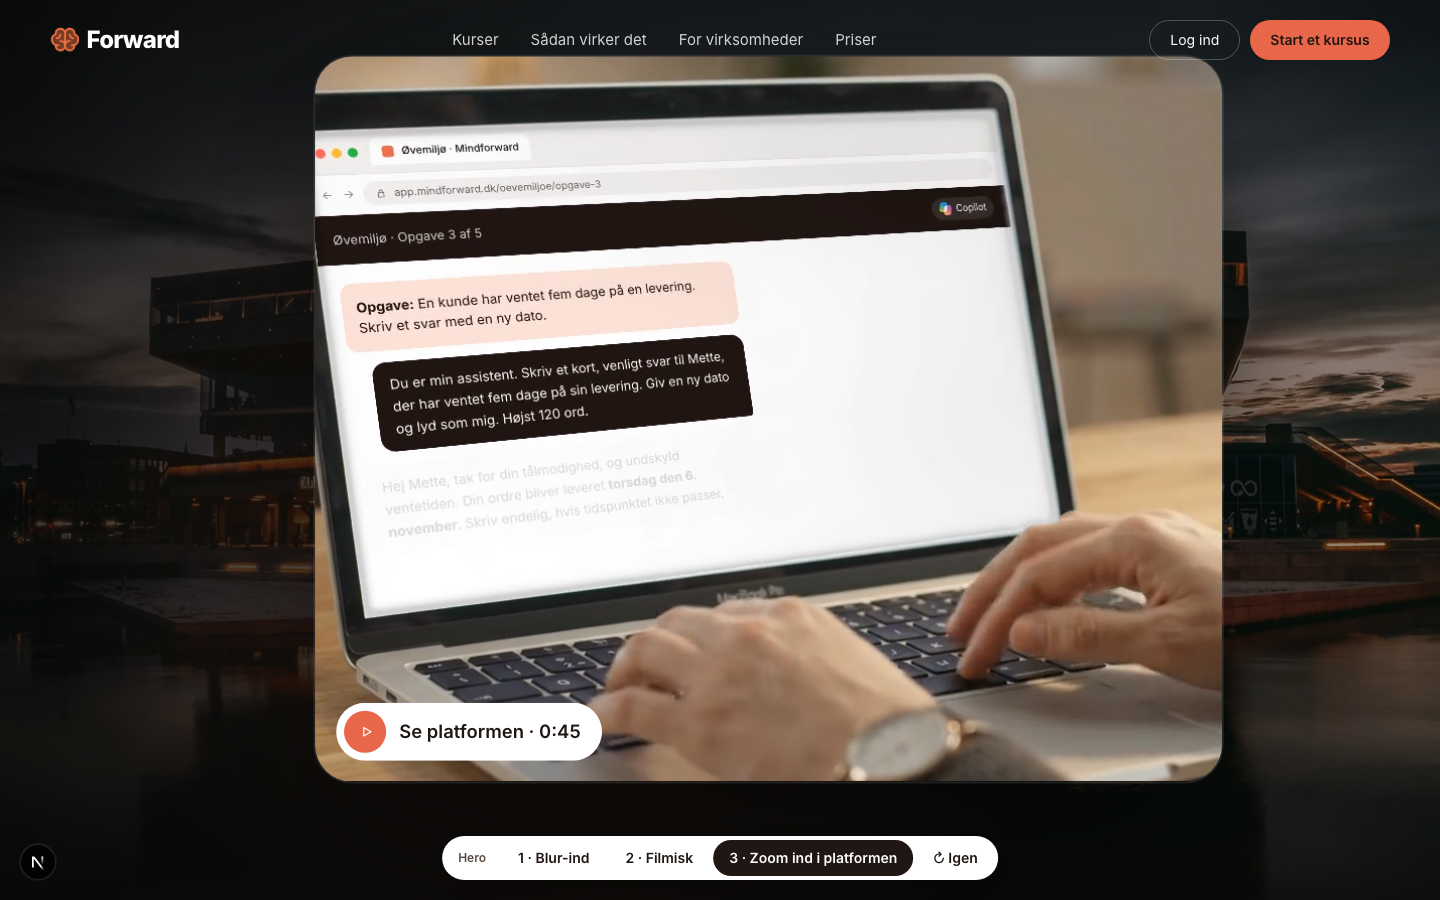 Forward
Kurser
Sådan virker det
For virksomheder
Priser
Log ind
Start et kursus
Øvemiljø · Mindforward
app.mindforward.dk/oevemiljoe/opgave-3
Øvemiljø · Opgave 3 af 5
Copilot
Opgave: En kunde har ventet fem dage på en levering.
Skriv et svar med en ny dato.
Du er min assistent. Skriv et kort, venligt svar til Mette,
der har ventet fem dage på sin levering. Giv en ny dato
og lyd som mig. Højst 120 ord.
Hej Mette, tak for din tålmodighed, og undskyld
ventetiden. Din ordre bliver leveret torsdag den 6.
november. Skriv endelig, hvis tidspunktet ikke passer.
MacBook Pro
Se platformen · 0:45
Hero
1 · Blur-ind
2 · Filmisk
3 · Zoom ind i platformen
Igen
N